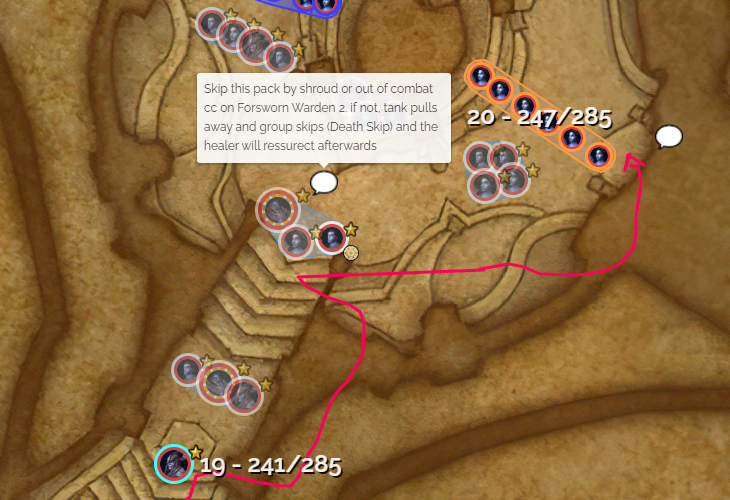 Skip this pack by shroud or out of combat
cc on Forsworn Warden 2. if not, tank pulls
away and group skips (Death Skip) and the
healer will ressurect afterwards
20 - 247/285
19 - 241/285